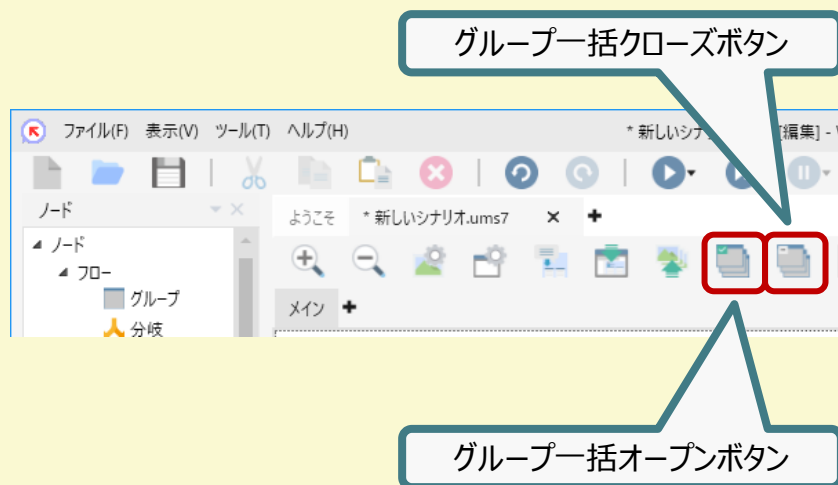 グループ一括クローズボタン
ファイル(F) 表示(V) ツール(T) ヘルプ(H) * 新しいシナ [編集] -
ノード
ようこそ * 新しいシナリオ.ums7
ノード
フロー
グループ
メイン
分岐
グループ一括オープンボタン